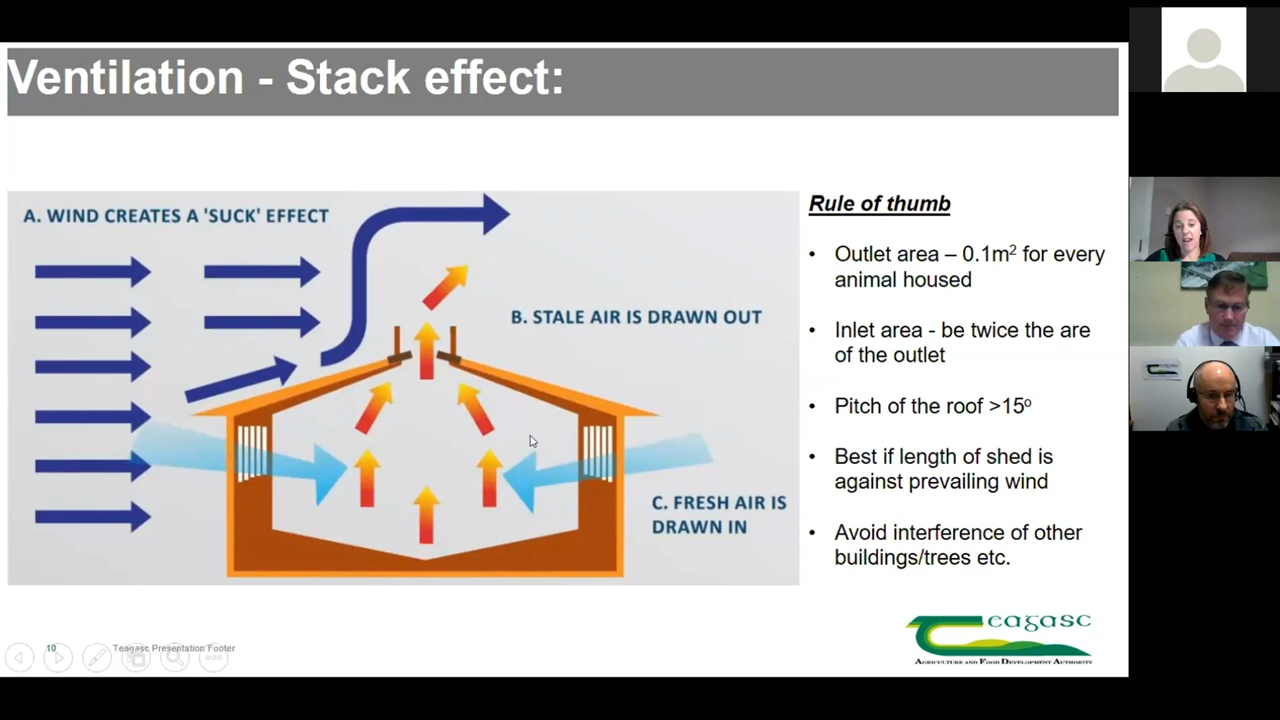 Ventilation - Stack effect:
A. WIND CREATES A 'SUCK' EFFECT
B. STALE AIR IS DRAWN OUT
C. FRESH AIR IS
DRAWN IN
Rule of thumb
• Outlet area – 0.1m² for every
animal housed
• Inlet area - be twice the are
of the outlet
• Pitch of the roof >15º
• Best if length of shed is
against prevailing wind
• Avoid interference of other
buildings/trees etc.
10
Teagasc Presentation Footer
Teagasc
AGRICULTURE AND FOOD DEVELOPMENT AUTHORITY